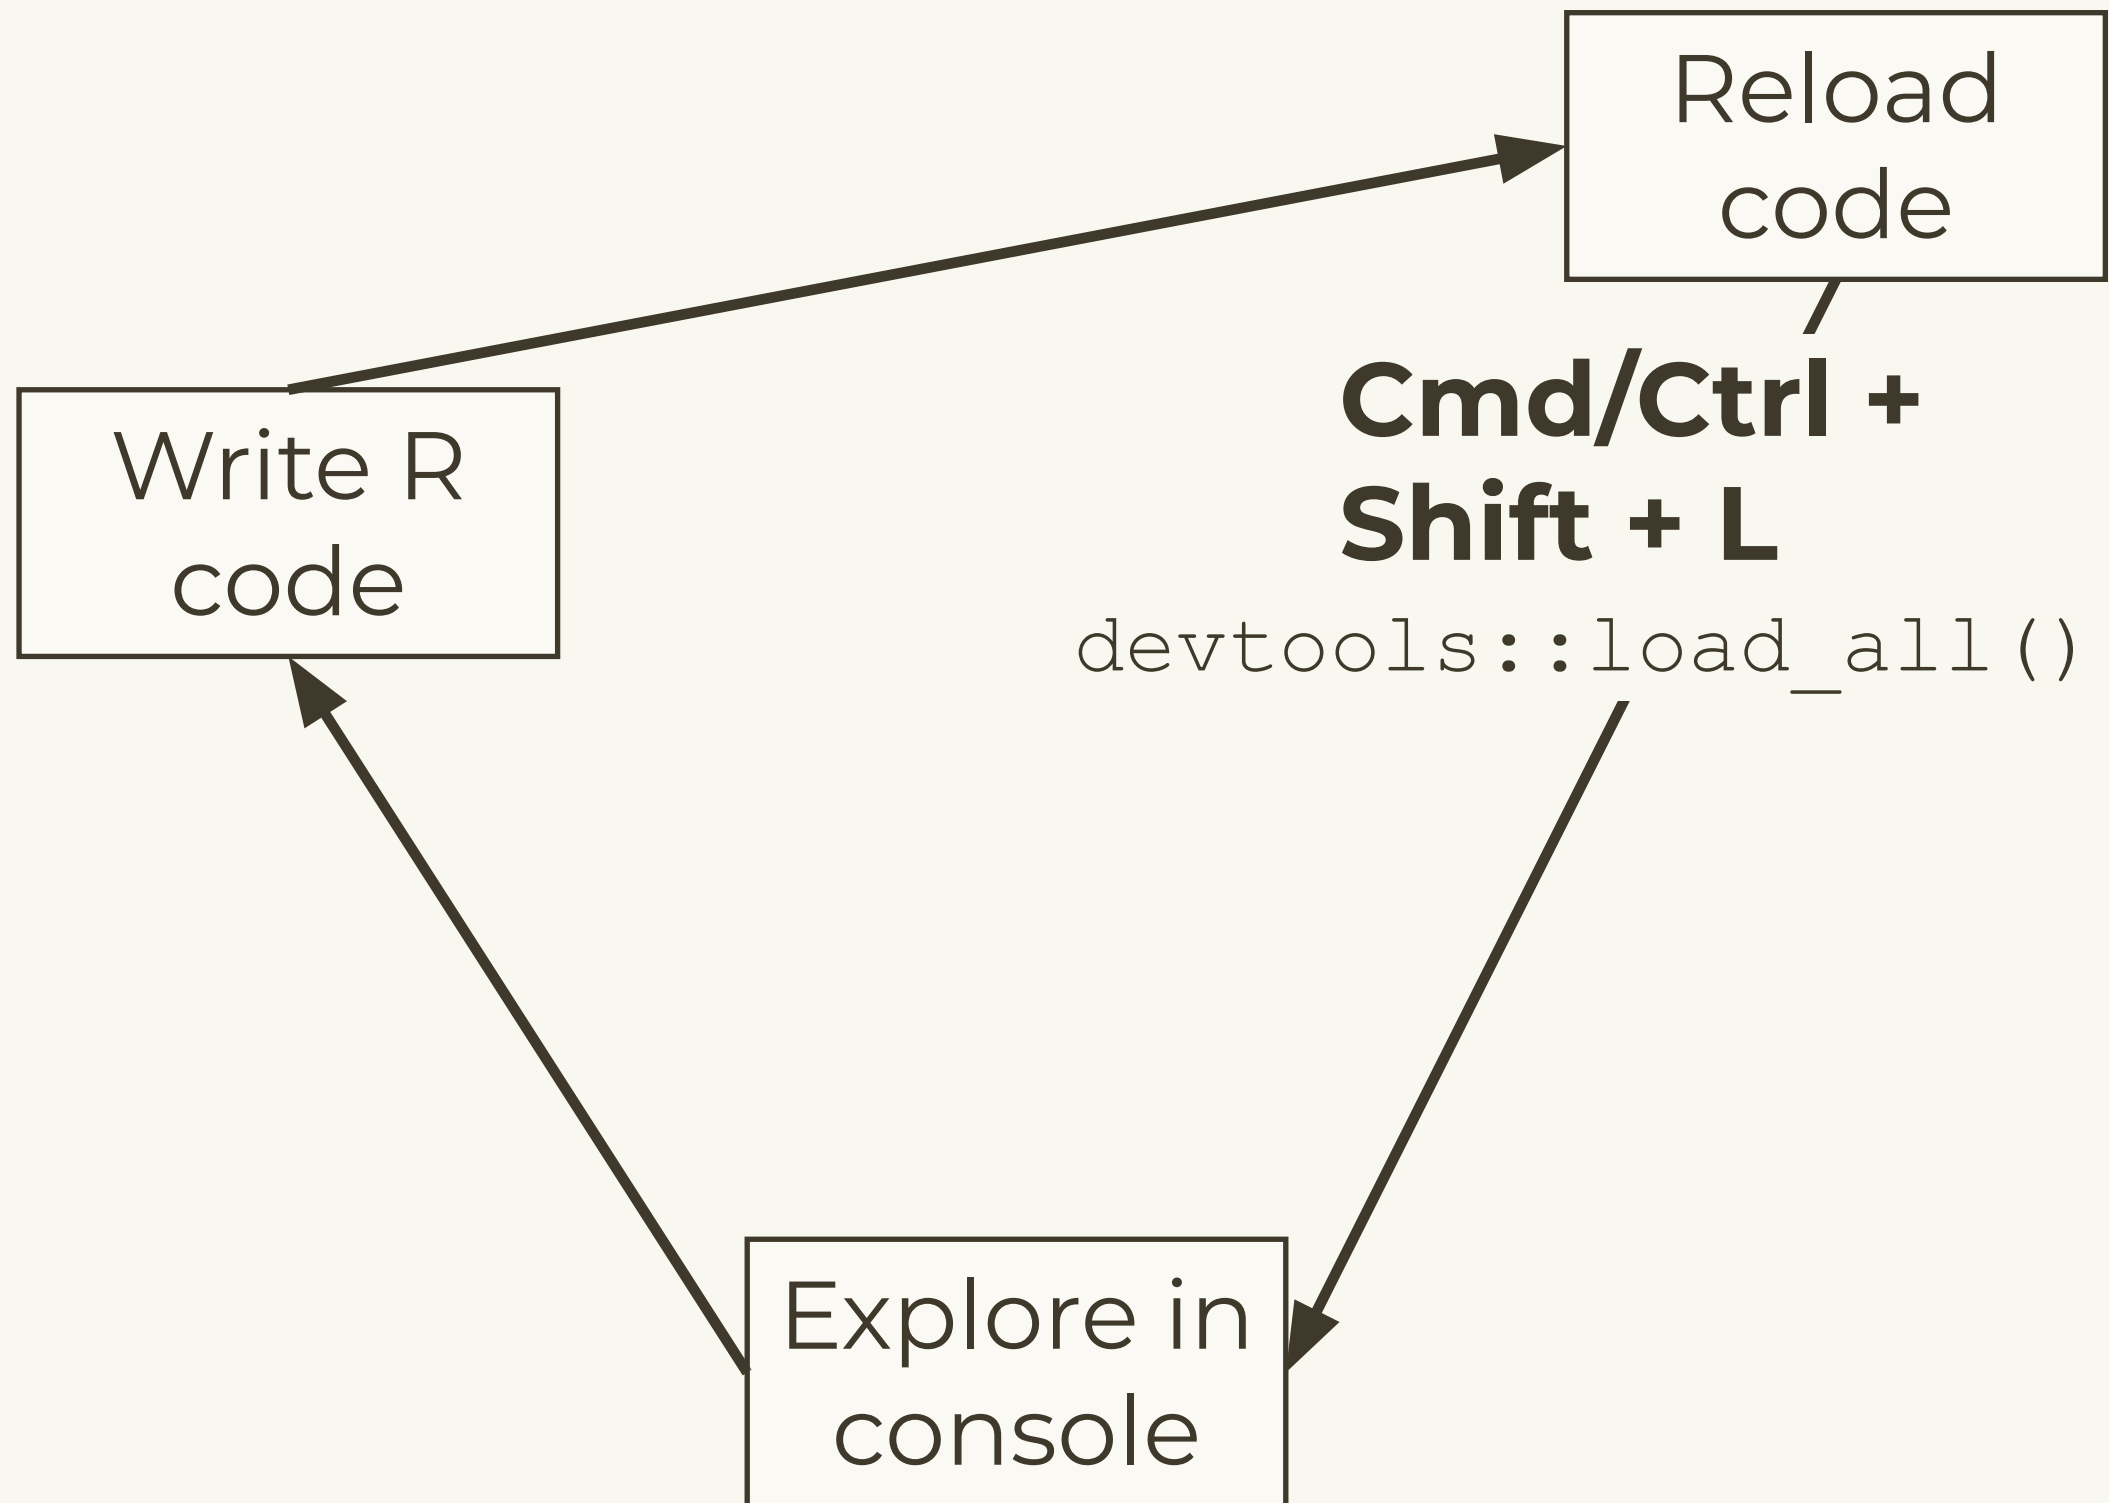 Reload
code
Write R
code
Cmd/Ctrl +
Shift + L
devtools::load_all()
Explore in
console